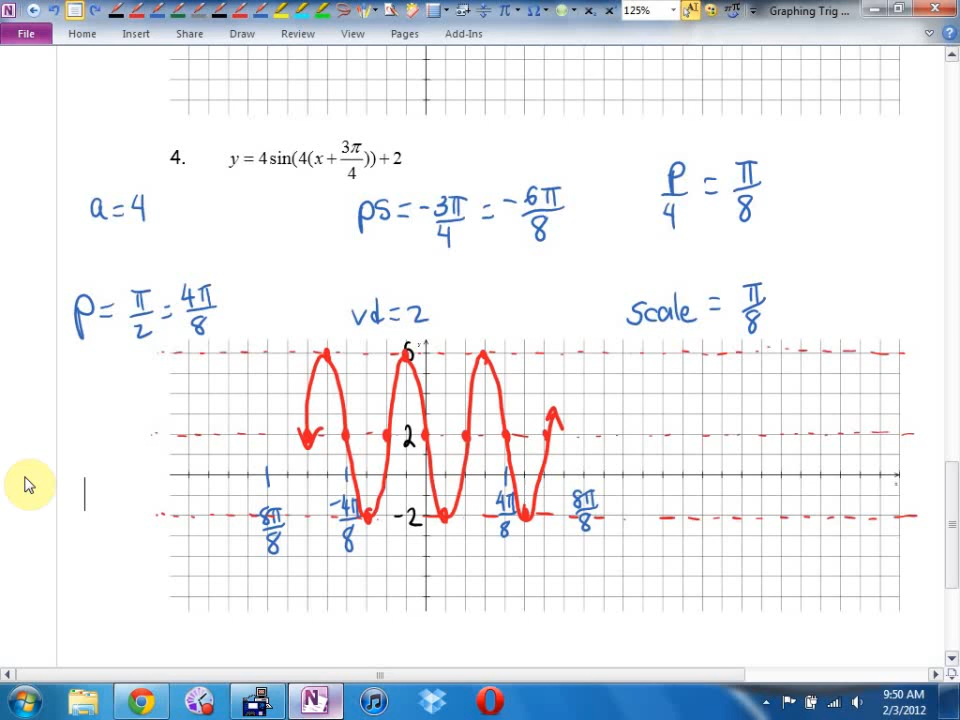 125%
Graphing Trig ...
File Home Insert Share Draw Review View Pages Add-Ins
4. y = 4 sin(4(x + 3π/4)) + 2
a = 4
ps = -3π/4 = -6π/8
P/4 = π/8
p = π/2 = 4π/8
vd = 2
scale = π/8
6
2
-2
-8π/8
-4π/8
4π/8
8π/8
9:50 AM
2/3/2012